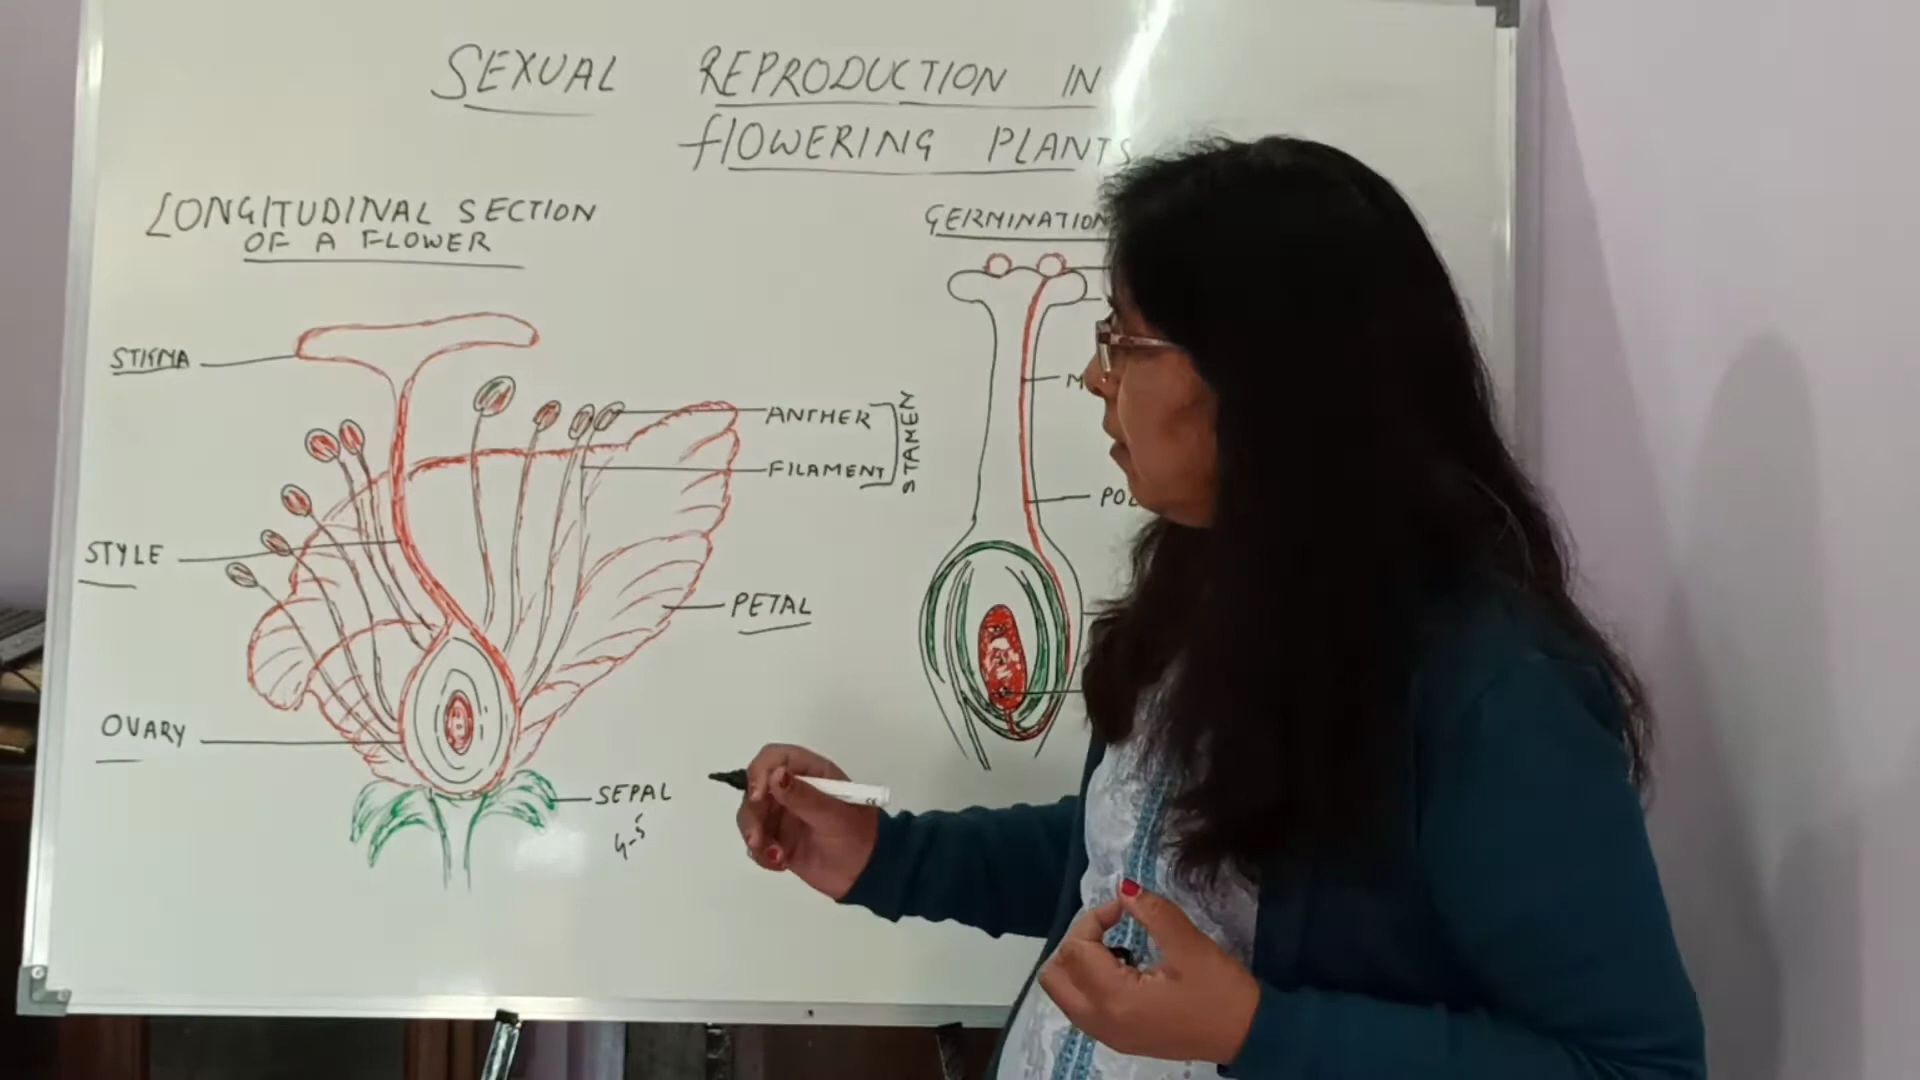 SEXUAL REPRODUCTION IN
FLOWERING PLANTS
LONGITUDINAL SECTION
OF A FLOWER
GERMINATION
STIGMA
ANTHER
STAMEN
FILAMENT
STYLE
PETAL
OVARY
SEPAL
4-5